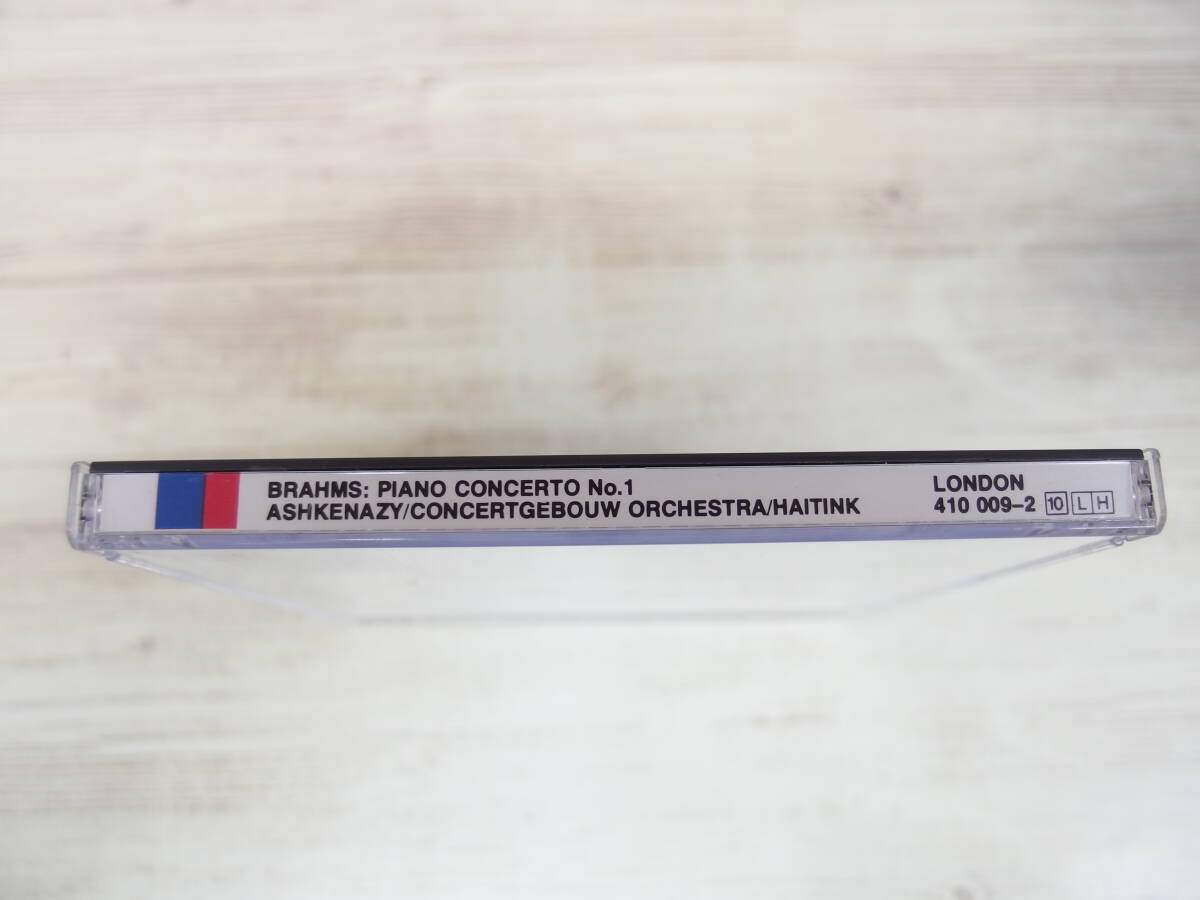 BRAHMS: PIANO CONCERTO No.1
ASHKENAZY/CONCERTGEBOUW ORCHESTRA/HAITINK
LONDON
410 009-2 10 L H